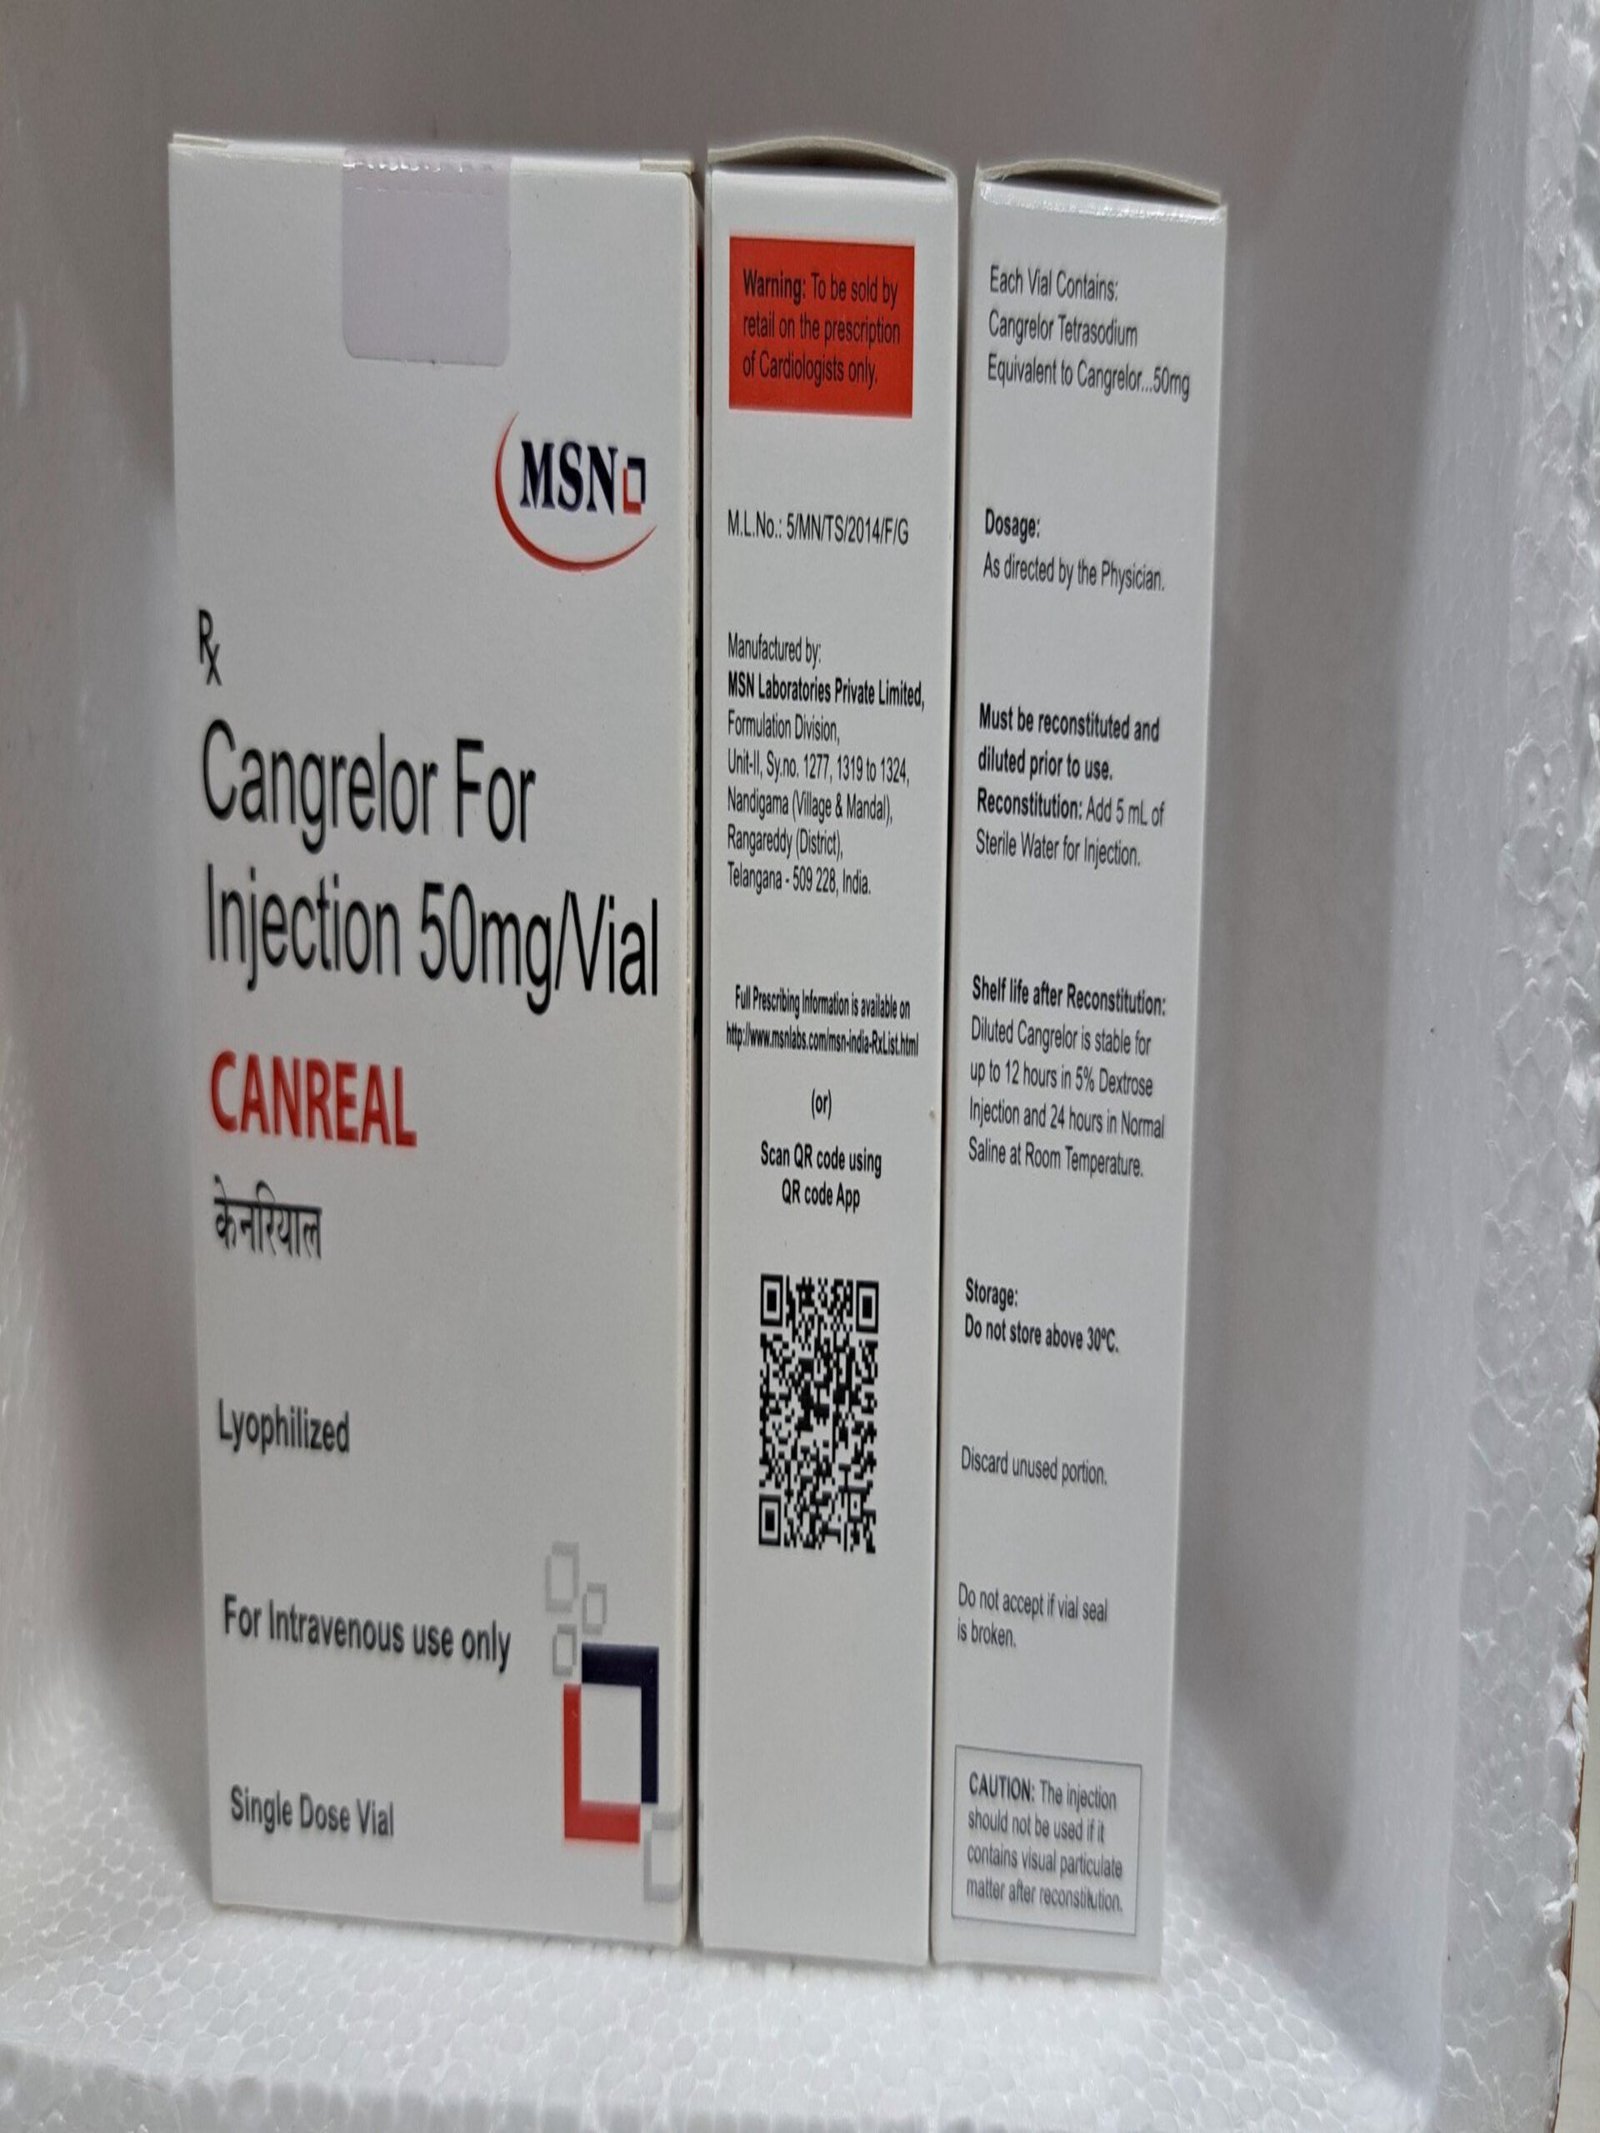 MSN
Rx
Cangrelor For
Injection 50mg/Vial
CANREAL
केनरियाल
Lyophilized
For Intravenous use only
Single Dose Vial
Warning: To be sold by
retail on the prescription
of Cardiologists only.
M.L.No.: 5/MN/TS/2014/F/G
Manufactured by:
MSN Laboratories Private Limited,
Formulation Division,
Unit-II, Sy.no. 1277, 1319 to 1324,
Nandigama (Village & Mandal),
Rangareddy (District),
Telangana - 509 228, India.
Full Prescribing Information is available on
http://www.msnlabs.com/msn-india-RxList.html
(or)
Scan QR code using
QR code App
Each Vial Contains:
Cangrelor Tetrasodium
Equivalent to Cangrelor...50mg
Dosage:
As directed by the Physician.
Must be reconstituted and
diluted prior to use.
Reconstitution: Add 5 mL of
Sterile Water for Injection.
Shelf life after Reconstitution:
Diluted Cangrelor is stable for
up to 12 hours in 5% Dextrose
Injection and 24 hours in Normal
Saline at Room Temperature.
Storage:
Do not store above 30ºC.
Discard unused portion.
Do not accept if vial seal
is broken.
CAUTION: The injection
should not be used if it
contains visual particulate
matter after reconstitution.